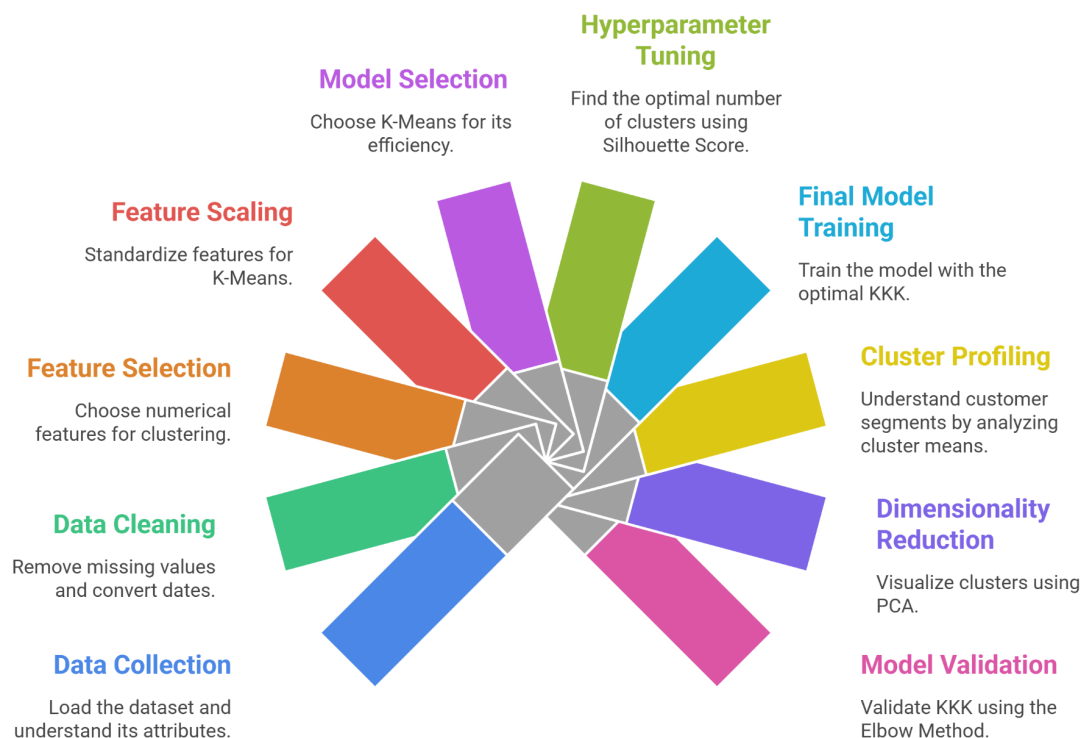 Hyperparameter
Tuning
Find the optimal number
of clusters using
Silhouette Score.
Model Selection
Choose K-Means for its
efficiency.
Final Model
Training
Train the model with the
optimal KKK.
Feature Scaling
Standardize features for
K-Means.
Cluster Profiling
Understand customer
segments by analyzing
cluster means.
Feature Selection
Choose numerical
features for clustering.
Dimensionality
Reduction
Visualize clusters using
PCA.
Data Cleaning
Remove missing values
and convert dates.
Model Validation
Validate KKK using the
Elbow Method.
Data Collection
Load the dataset and
understand its attributes.